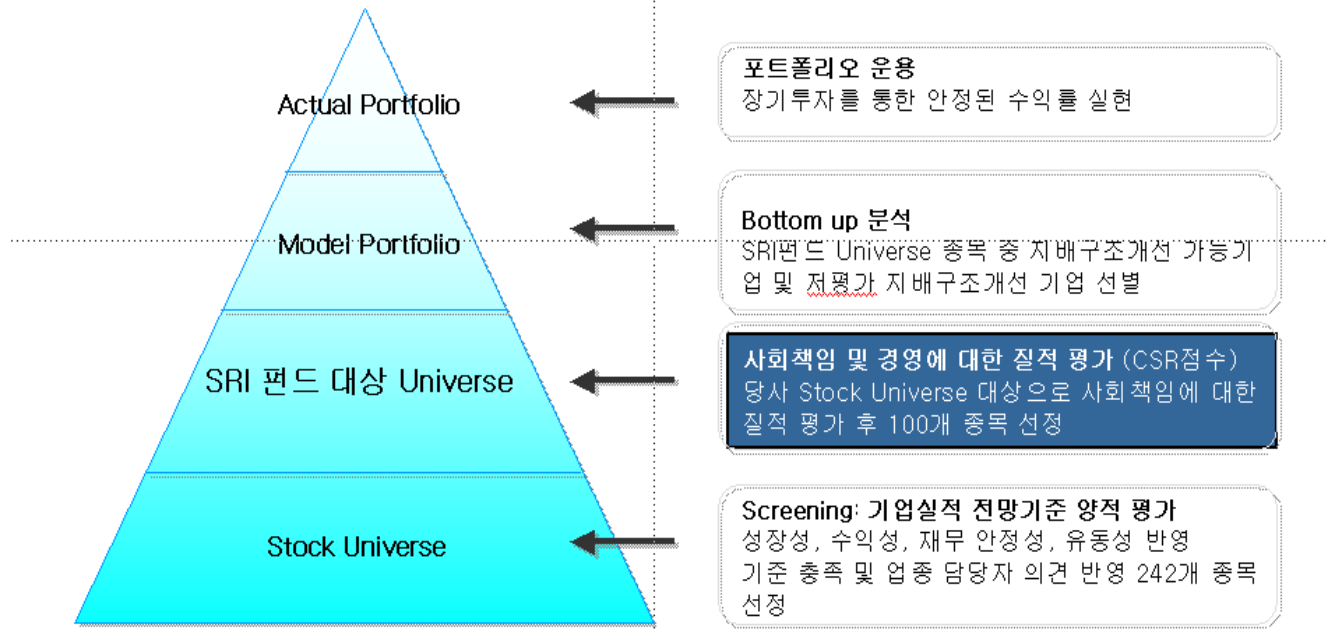 Actual Portfolio
포트폴리오 운용
장기투자를 통한 안정된 수익률 실현
Model Portfolio
Bottom up 분석
SRI펀드 Universe 종목 중 지배구조개선 가능기
업 및 저평가 지배구조개선 기업 선별
SRI 펀드 대상 Universe
사회책임 및 경영에 대한 질적 평가 (CSR점수)
당사 Stock Universe 대상으로 사회책임에 대한
질적 평가 후 100개 종목 선정
Stock Universe
Screening: 기업실적 전망기준 양적 평가
성장성, 수익성, 재무 안정성, 유동성 반영
기준 충족 및 업종 담당자 의견 반영 242개 종목
선정